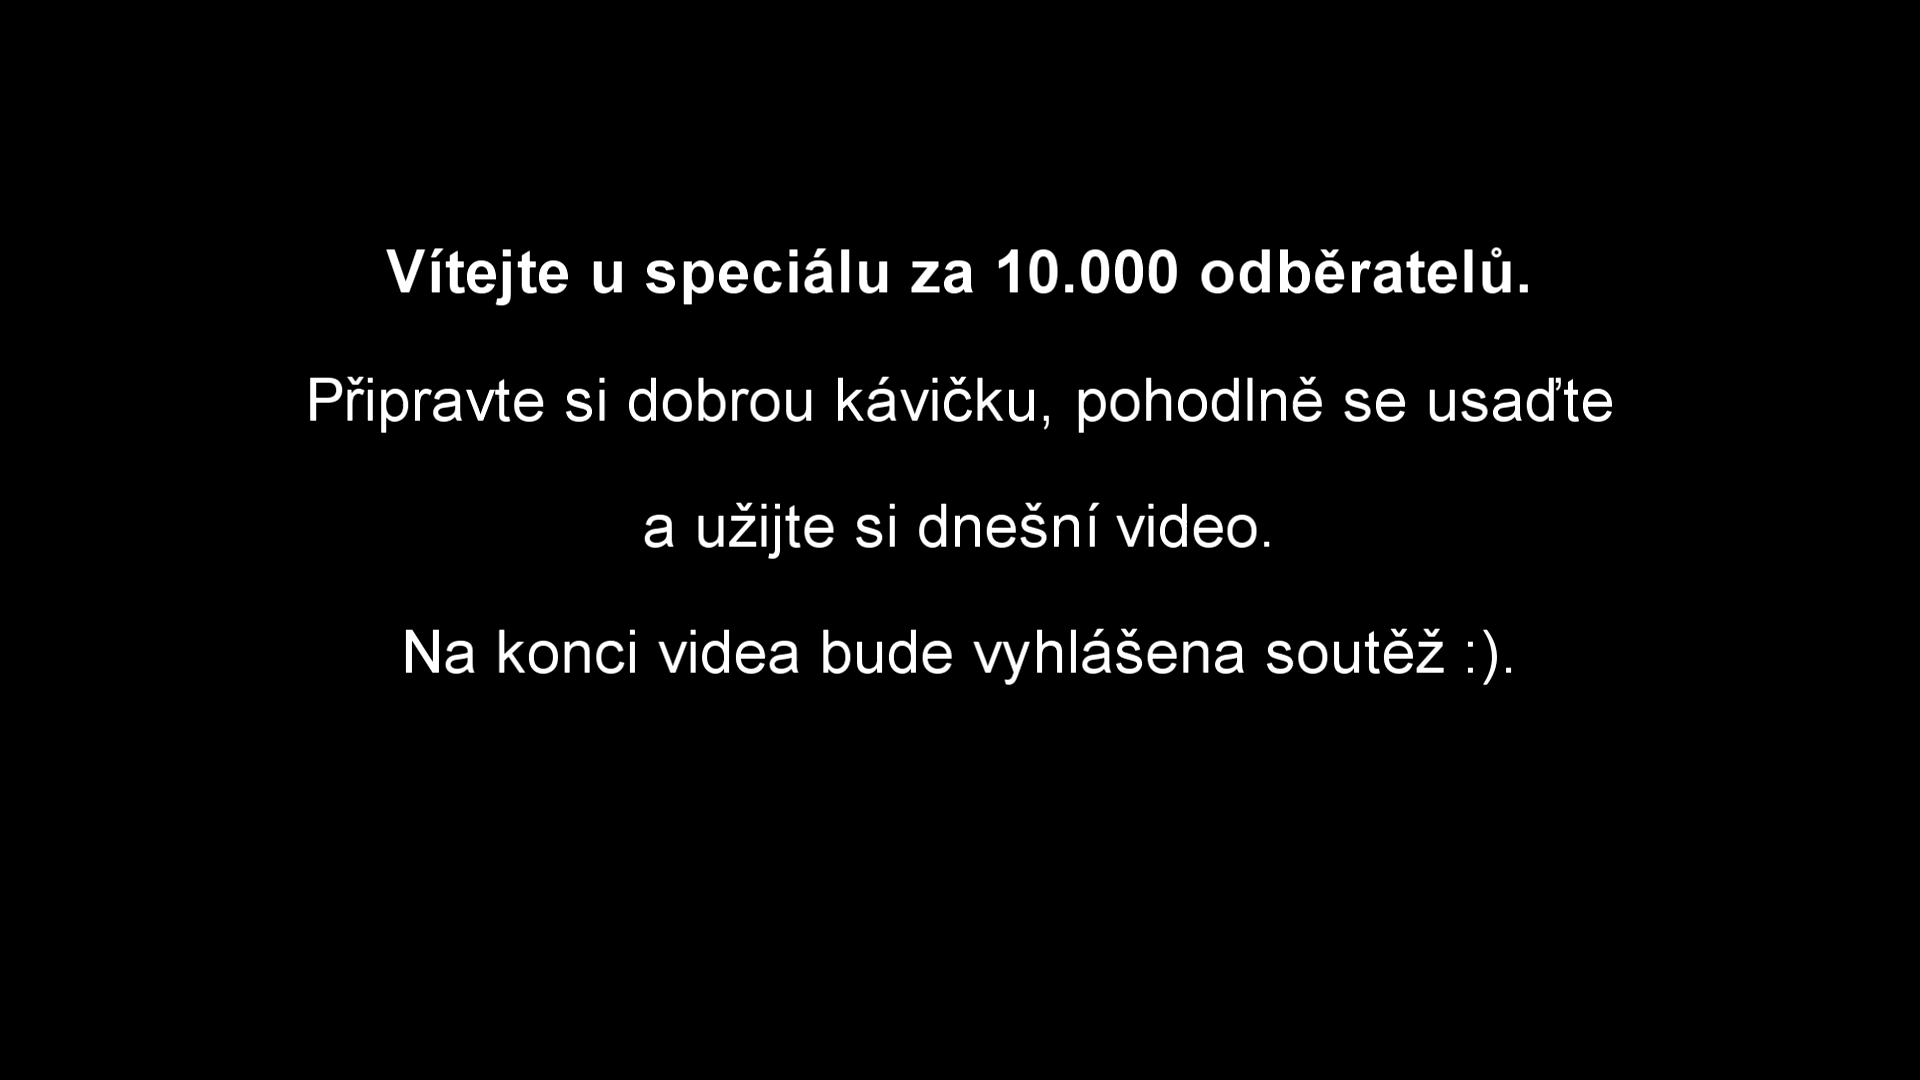 Vítejte u speciálu za 10.000 odběratelů.
Připravte si dobrou kávičku, pohodlně se usaďte
a užijte si dnešní video.
Na konci videa bude vyhlášena soutěž :).